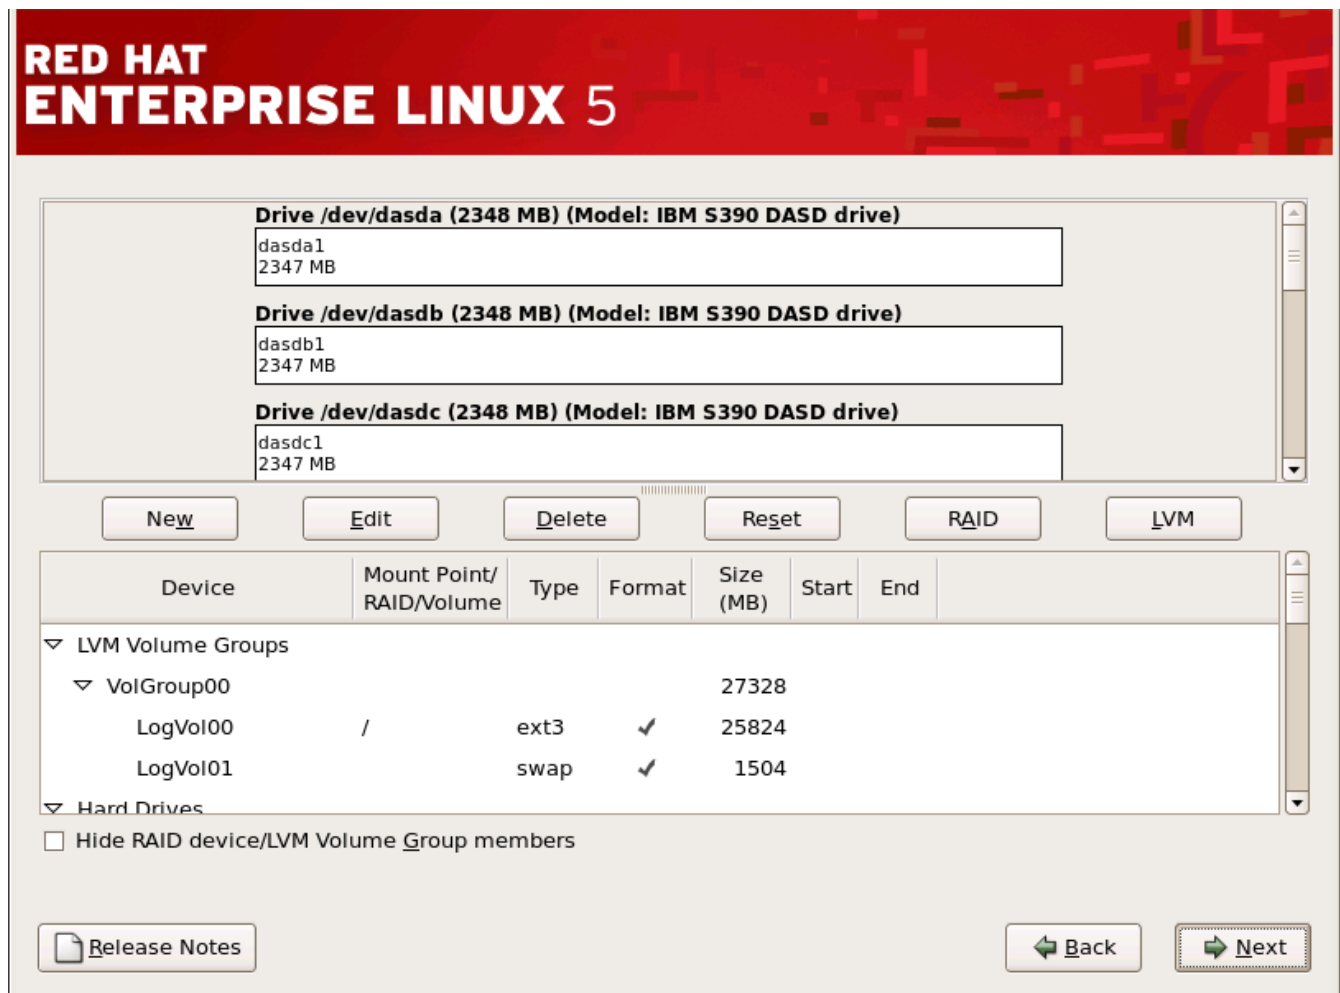 RED HAT
ENTERPRISE LINUX 5
Drive /dev/dasda (2348 MB) (Model: IBM S390 DASD drive)
dasda1
2347 MB
Drive /dev/dasdb (2348 MB) (Model: IBM S390 DASD drive)
dasdb1
2347 MB
Drive /dev/dasdc (2348 MB) (Model: IBM S390 DASD drive)
dasdc1
2347 MB
New Edit Delete Reset RAID LVM
Device Mount Point/ RAID/Volume Type Format Size (MB) Start End
LVM Volume Groups
VolGroup00 27328
LogVol00 / ext3 ✓ 25824
LogVol01 swap ✓ 1504
Hard Drives
Hide RAID device/LVM Volume Group members
Release Notes Back Next